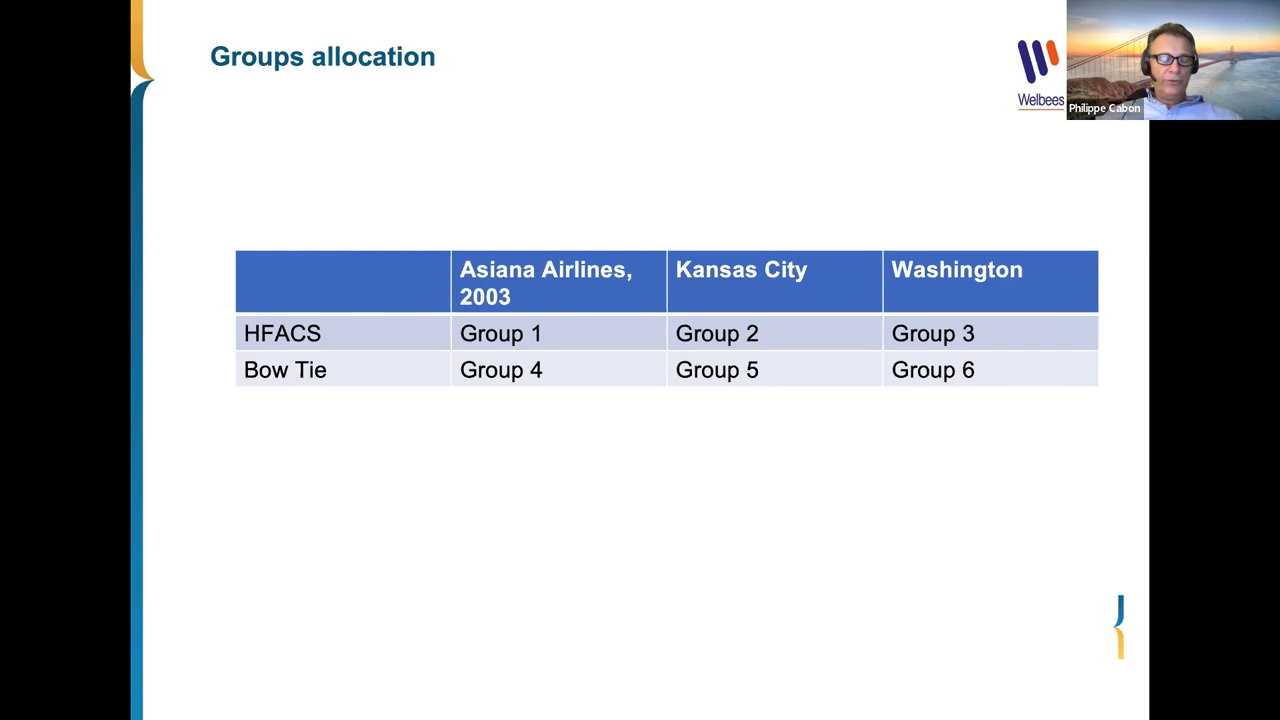 Groups allocation
Welbees
Philippe Cabon
Asiana Airlines, Kansas City Washington
2003
HFACS Group 1 Group 2 Group 3
Bow Tie Group 4 Group 5 Group 6